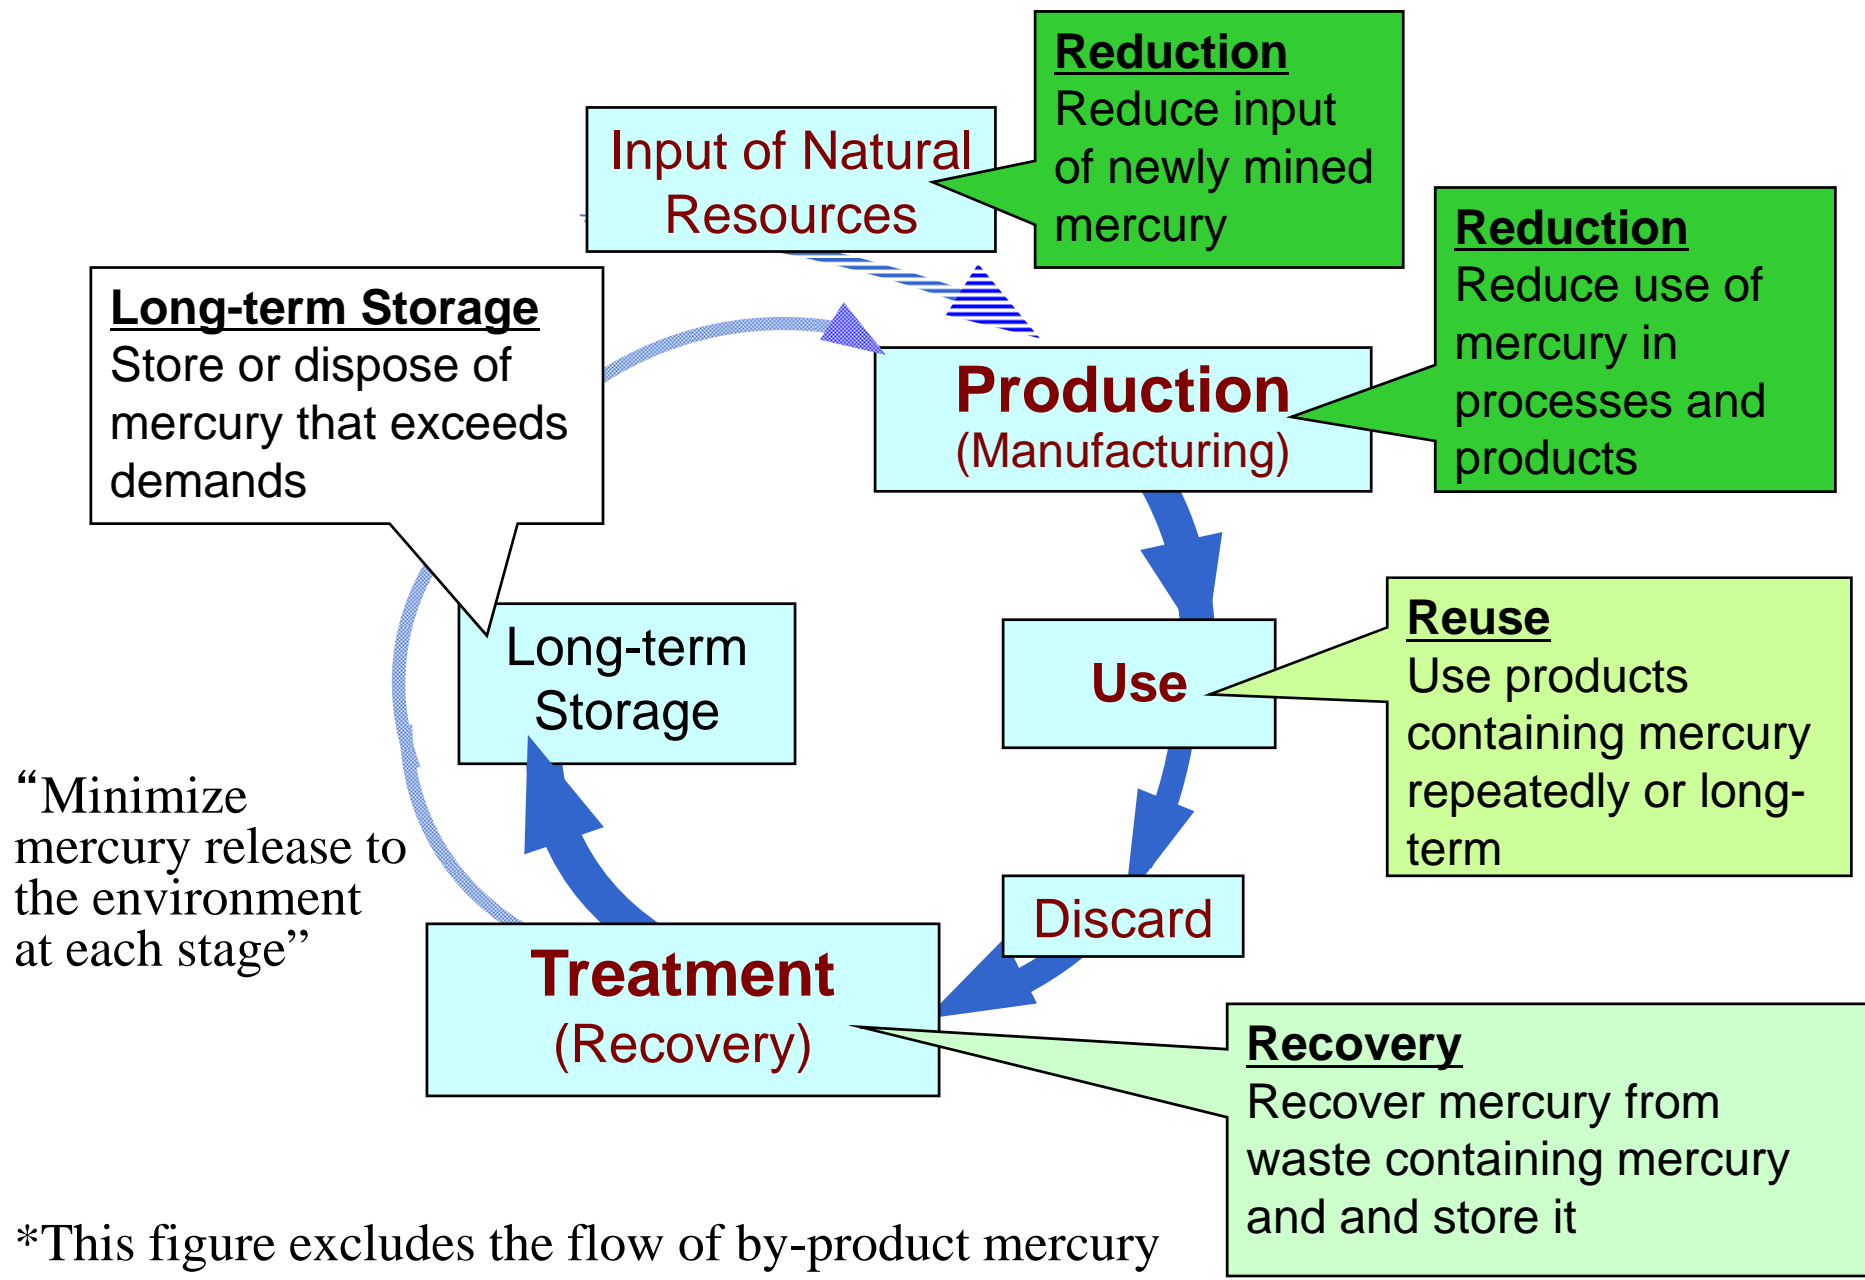 Reduction
Reduce input
of newly mined
mercury
Input of Natural
Resources
Reduction
Reduce use of
mercury in
processes and
products
Long-term Storage
Store or dispose of
mercury that exceeds
demands
Production
(Manufacturing)
Reuse
Use products
containing mercury
repeatedly or long-
term
Long-term
Storage
Use
“Minimize
mercury release to
the environment
at each stage”
Discard
Treatment
(Recovery)
Recovery
Recover mercury from
waste containing mercury
and and store it
*This figure excludes the flow of by-product mercury